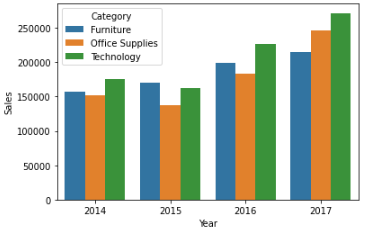 Category
Furniture
Office Supplies
Technology
250000
200000
150000
100000
50000
0
Sales
2014 2015 2016 2017
Year